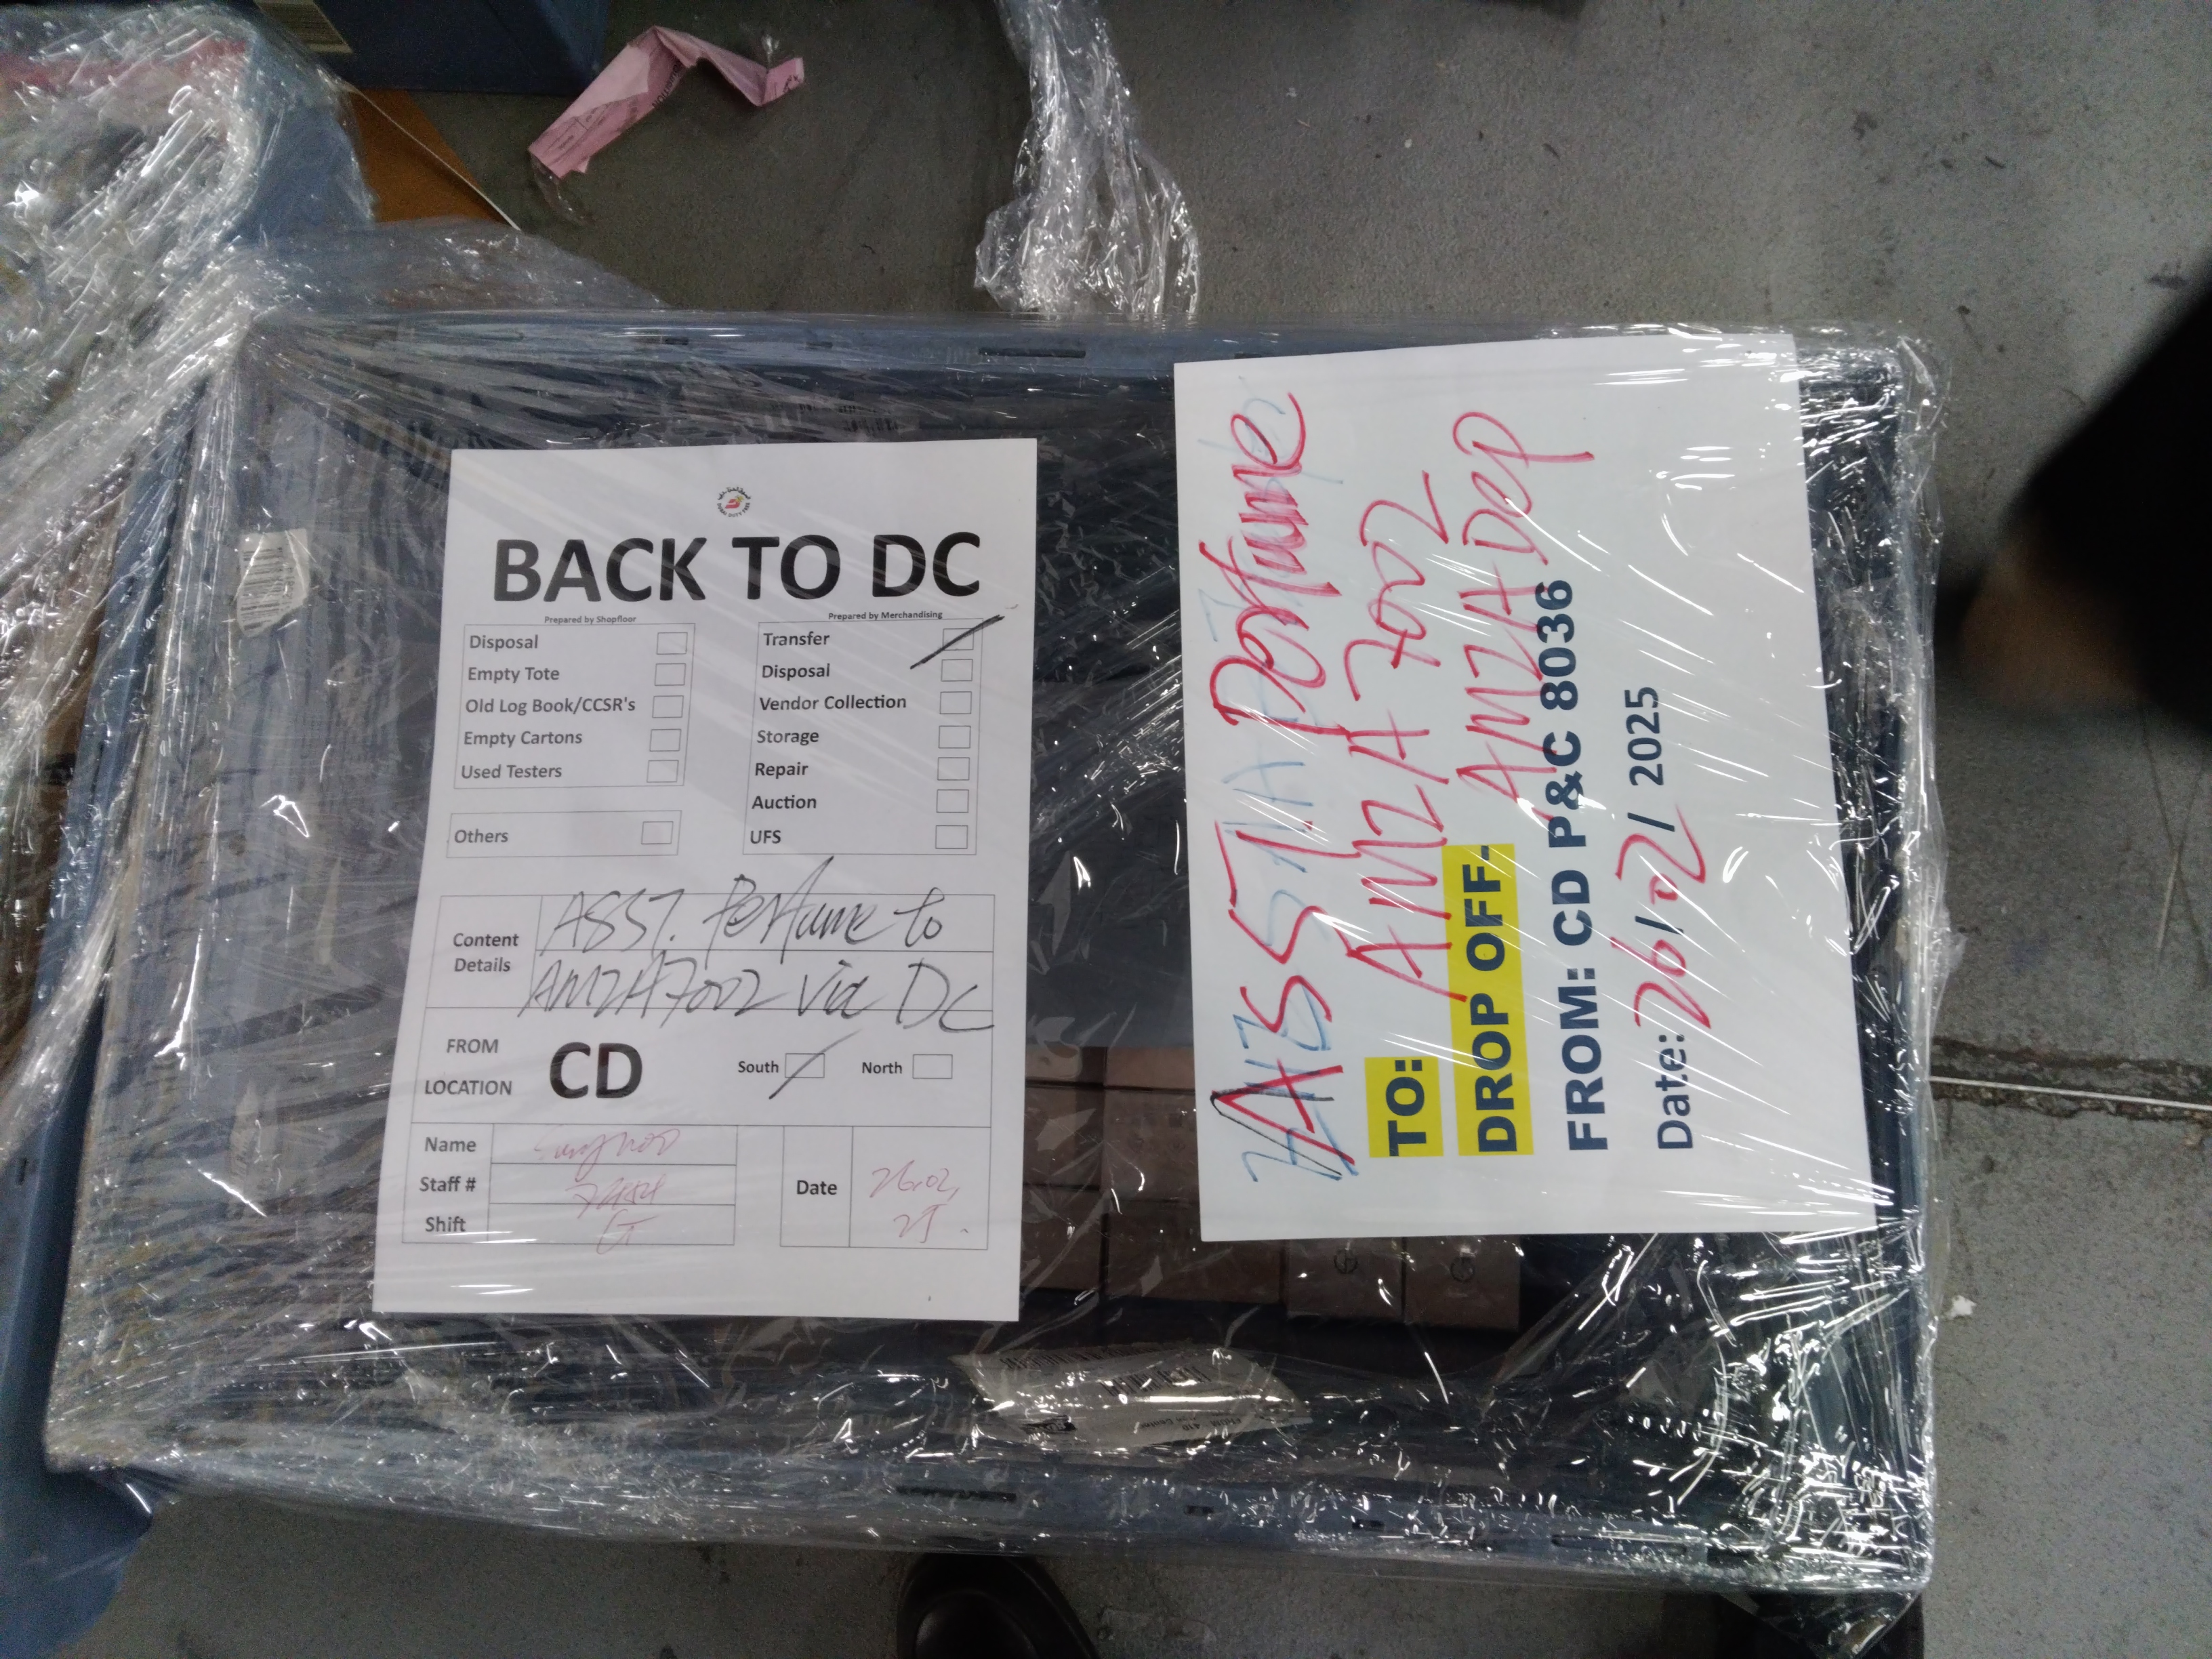 BACK TO DC
Prepared by Shopfloor
Disposal
Empty Tote
Old Log Book/CCSR's
Empty Cartons
Used Testers
Others
Prepared by Merchandising
Transfer
Disposal
Vendor Collection
Storage
Repair
Auction
UFS
Content Details
ASST. Perfume to
AMZA7002 via DC
FROM LOCATION
CD
South
North
Name
Staff #
Shift
Date
26.02.
25.
ASST Perfume
TO: AMZA 7002
DROP OFF- AMZA Dep
FROM: CD P&C 8036
Date: 26/02/ 2025